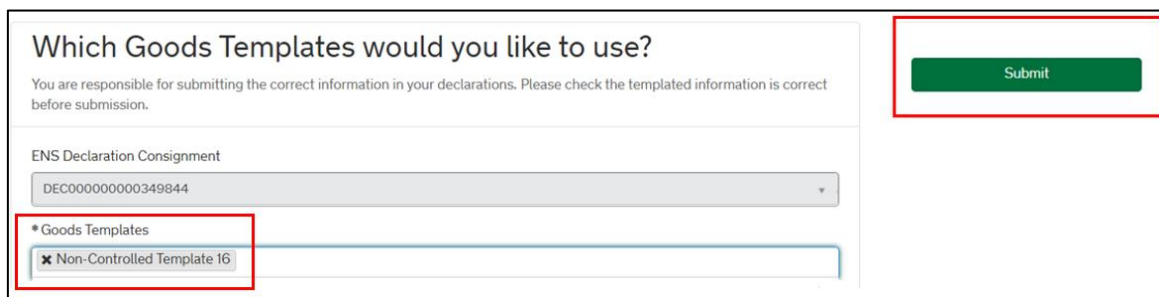 Which Goods Templates would you like to use?
You are responsible for submitting the correct information in your declarations. Please check the templated information is correct
before submission.
Submit
ENS Declaration Consignment
DEC000000000349844
* Goods Templates
✖ Non-Controlled Template 16